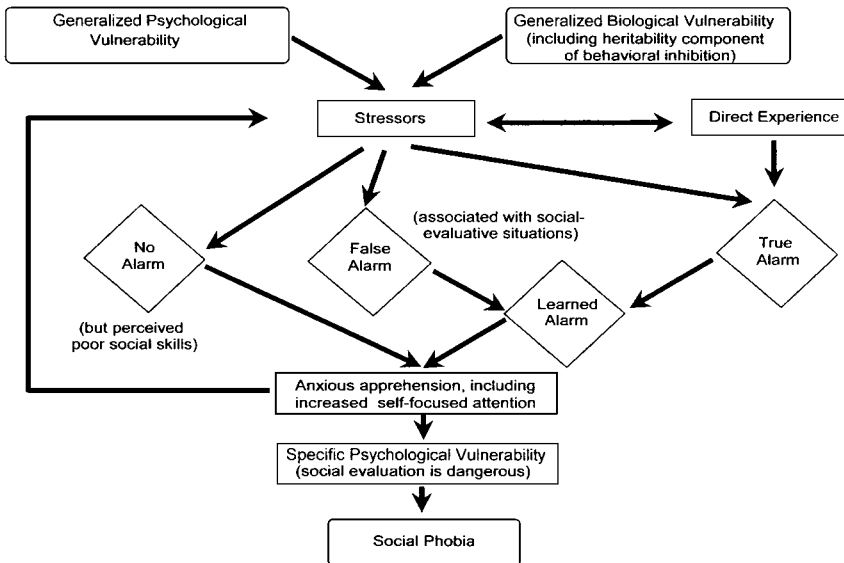 Generalized Psychological
Vulnerability
Generalized Biological Vulnerability
(including heritability component
of behavioral inhibition)
Stressors
Direct Experience
No
Alarm
(but perceived
poor social skills)
False
Alarm
(associated with social-
evaluative situations)
Learned
Alarm
True
Alarm
Anxious apprehension, including
increased self-focused attention
Specific Psychological Vulnerability
(social evaluation is dangerous)
Social Phobia